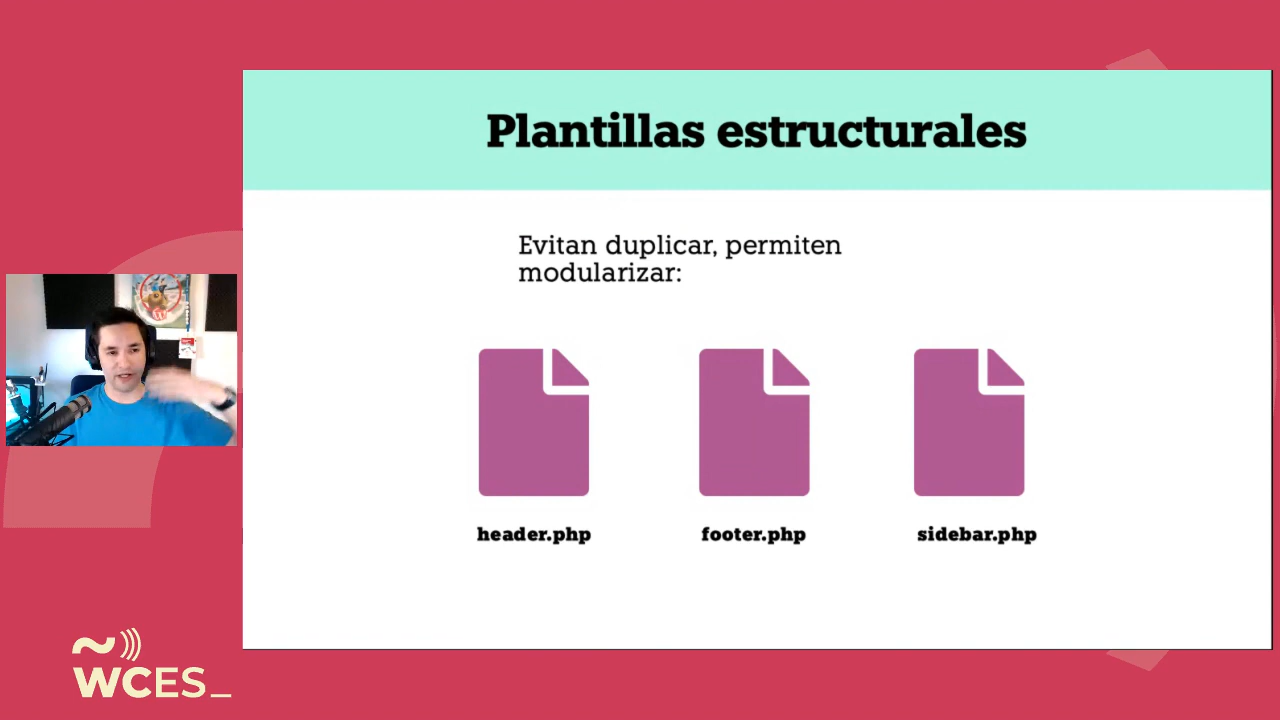 Plantillas estructurales
Evitan duplicar, permiten
modularizar:
header.php
footer.php
sidebar.php
WCES_